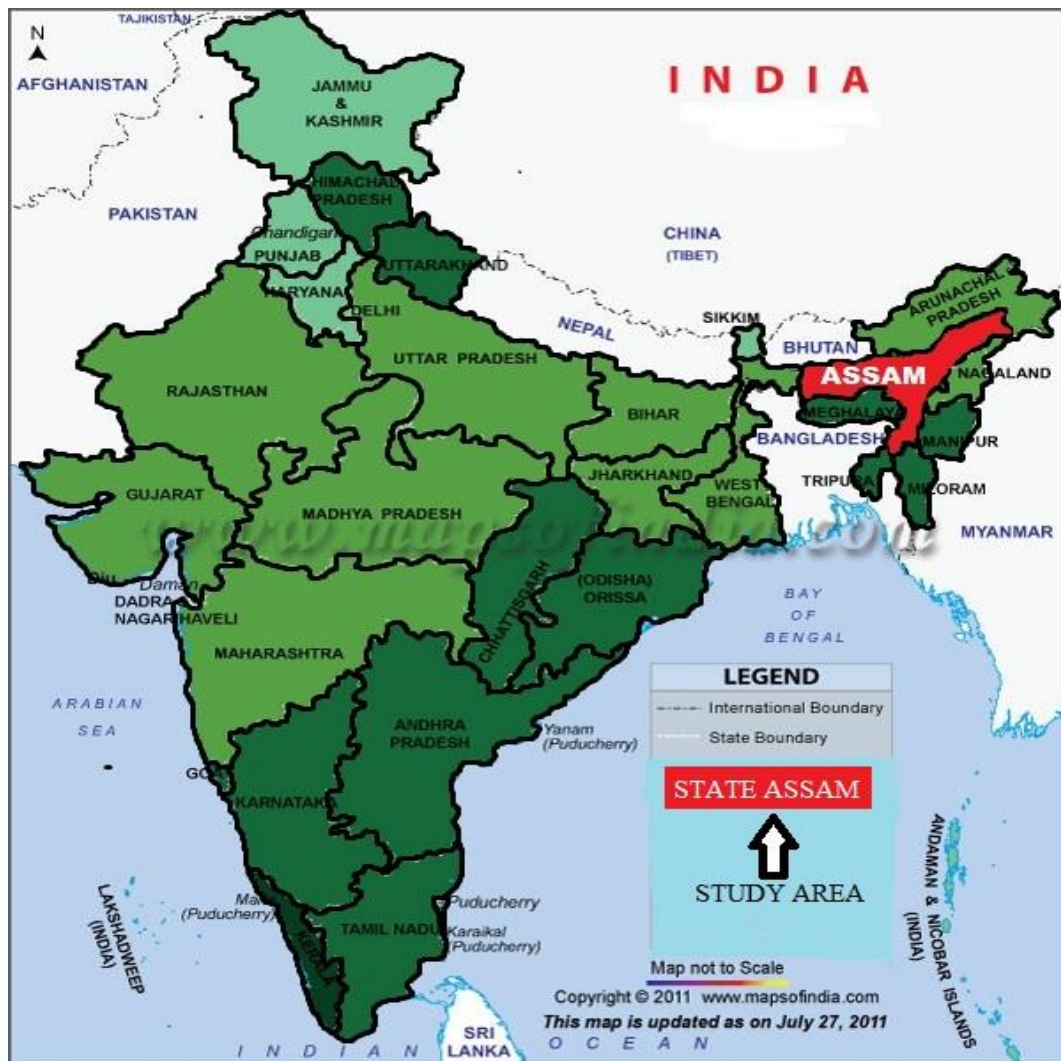 N
TAJIKISTAN
AFGHANISTAN
I N D I A
JAMMU
&
KASHMIR
HIMACHAL
PRADESH
PAKISTAN
Chandigarh
PUNJAB
UTTARAKHAND
CHINA
(TIBET)
HARYANA
DELHI
ARUNACHAL
PRADESH
SIKKIM
NEPAL
BHUTAN
UTTAR PRADESH
RAJASTHAN
ASSAM
NAGALAND
BIHAR
MEGHALAYA
BANGLADESH
MANIPUR
JHARKHAND
WEST
BENGAL
TRIPURA
MIZORAM
GUJARAT
MADHYA PRADESH
www.mapsofindia.com
MYANMAR
Diu
Daman
DADRA
NAGAR HAVELI
CHHATTISGARH
(ODISHA)
ORISSA
BAY
OF
BENGAL
MAHARASHTRA
ARABIAN
SEA
ANDHRA
PRADESH
Yanam
(Puducherry)
GOA
KARNATAKA
LEGEND
International Boundary
State Boundary
STATE ASSAM
STUDY AREA
ANDAMAN & NICOBAR ISLANDS
(INDIA)
LAKSHADWEEP
(INDIA)
(Puducherry)
KERALA
TAMIL NADU
Puducherry
Karaikal
(Puducherry)
Map not to Scale
Copyright © 2011 www.mapsofindia.com
This map is updated as on July 27, 2011
SRI
LANKA
I N D I A N O C E A N